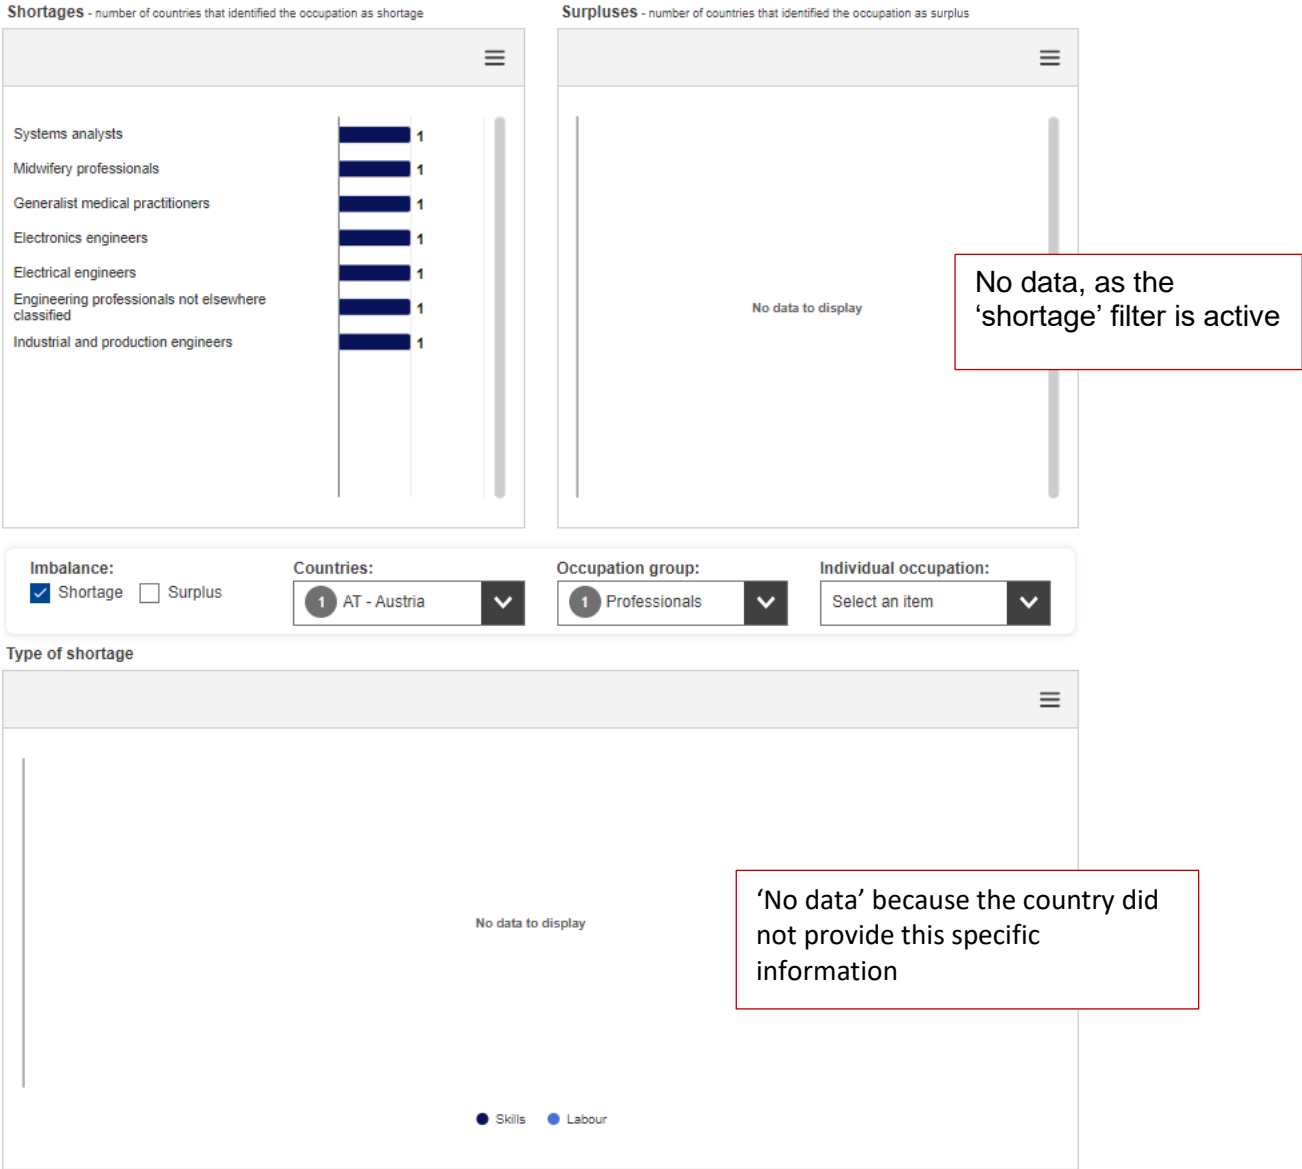 Shortages - number of countries that identified the occupation as shortage
Surpluses - number of countries that identified the occupation as surplus
Systems analysts 1
Midwifery professionals 1
Generalist medical practitioners 1
Electronics engineers 1
Electrical engineers 1
Engineering professionals not elsewhere
classified 1
Industrial and production engineers 1
No data to display
No data, as the
‘shortage’ filter is active
Imbalance:
Shortage Surplus
Countries:
1 AT - Austria
Occupation group:
1 Professionals
Individual occupation:
Select an item
Type of shortage
No data to display
‘No data’ because the country did
not provide this specific
information
Skills Labour